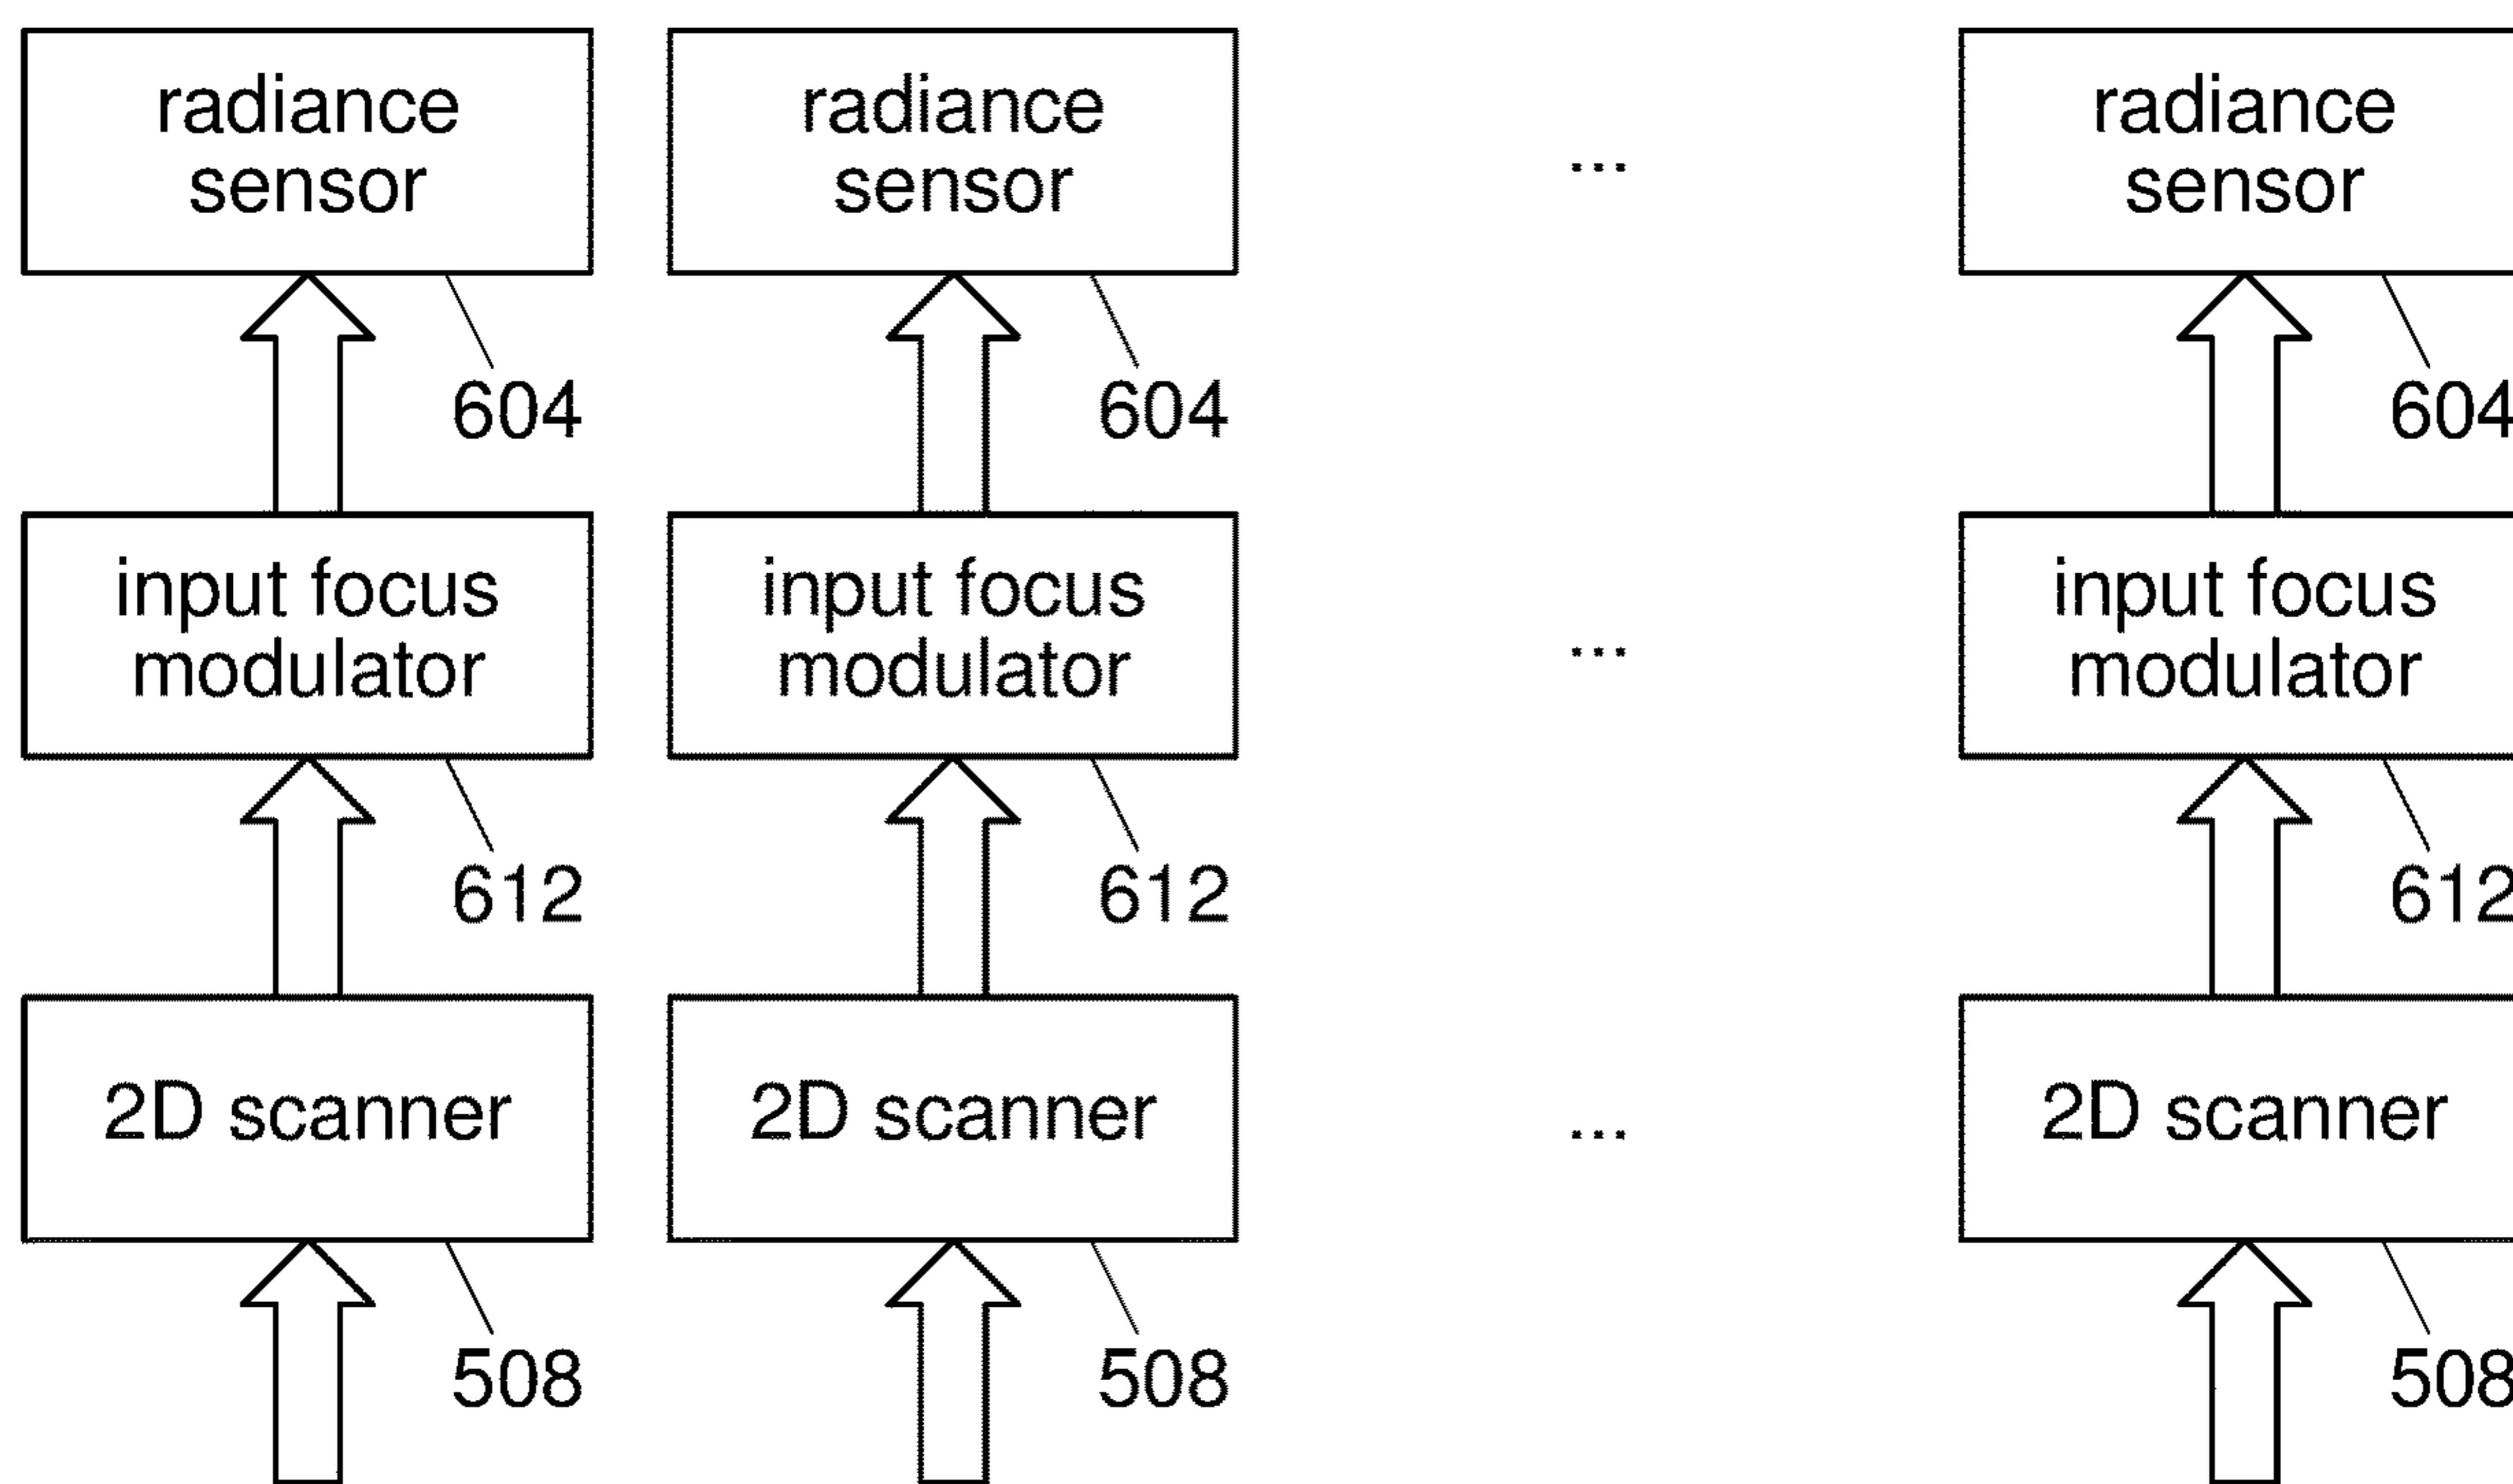 radiance
sensor
radiance
sensor
...
radiance
sensor
604
604
604
input focus
modulator
input focus
modulator
...
input focus
modulator
612
612
612
2D scanner
2D scanner
...
2D scanner
508
508
508